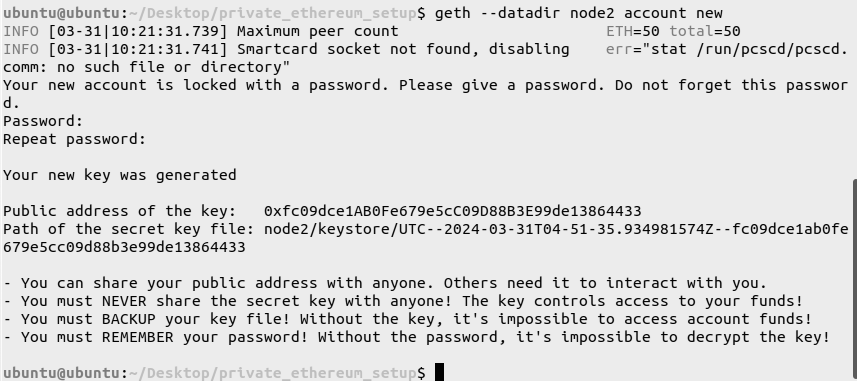 ubuntu@ubuntu:~/Desktop/private_ethereum_setup$ geth --datadir node2 account new
INFO [03-31|10:21:31.739] Maximum peer count                       ETH=50 total=50
INFO [03-31|10:21:31.741] Smartcard socket not found, disabling    err="stat /run/pcscd/pcscd.
comm: no such file or directory"
Your new account is locked with a password. Please give a password. Do not forget this passwor
d.
Password:
Repeat password:

Your new key was generated

Public address of the key:   0xfc09dce1AB0Fe679e5cC09D88B3E99de13864433
Path of the secret key file: node2/keystore/UTC--2024-03-31T04-51-35.934981574Z--fc09dce1ab0fe
679e5cc09d88b3e99de13864433

- You can share your public address with anyone. Others need it to interact with you.
- You must NEVER share the secret key with anyone! The key controls access to your funds!
- You must BACKUP your key file! Without the key, it's impossible to access account funds!
- You must REMEMBER your password! Without the password, it's impossible to decrypt the key!

ubuntu@ubuntu:~/Desktop/private_ethereum_setup$